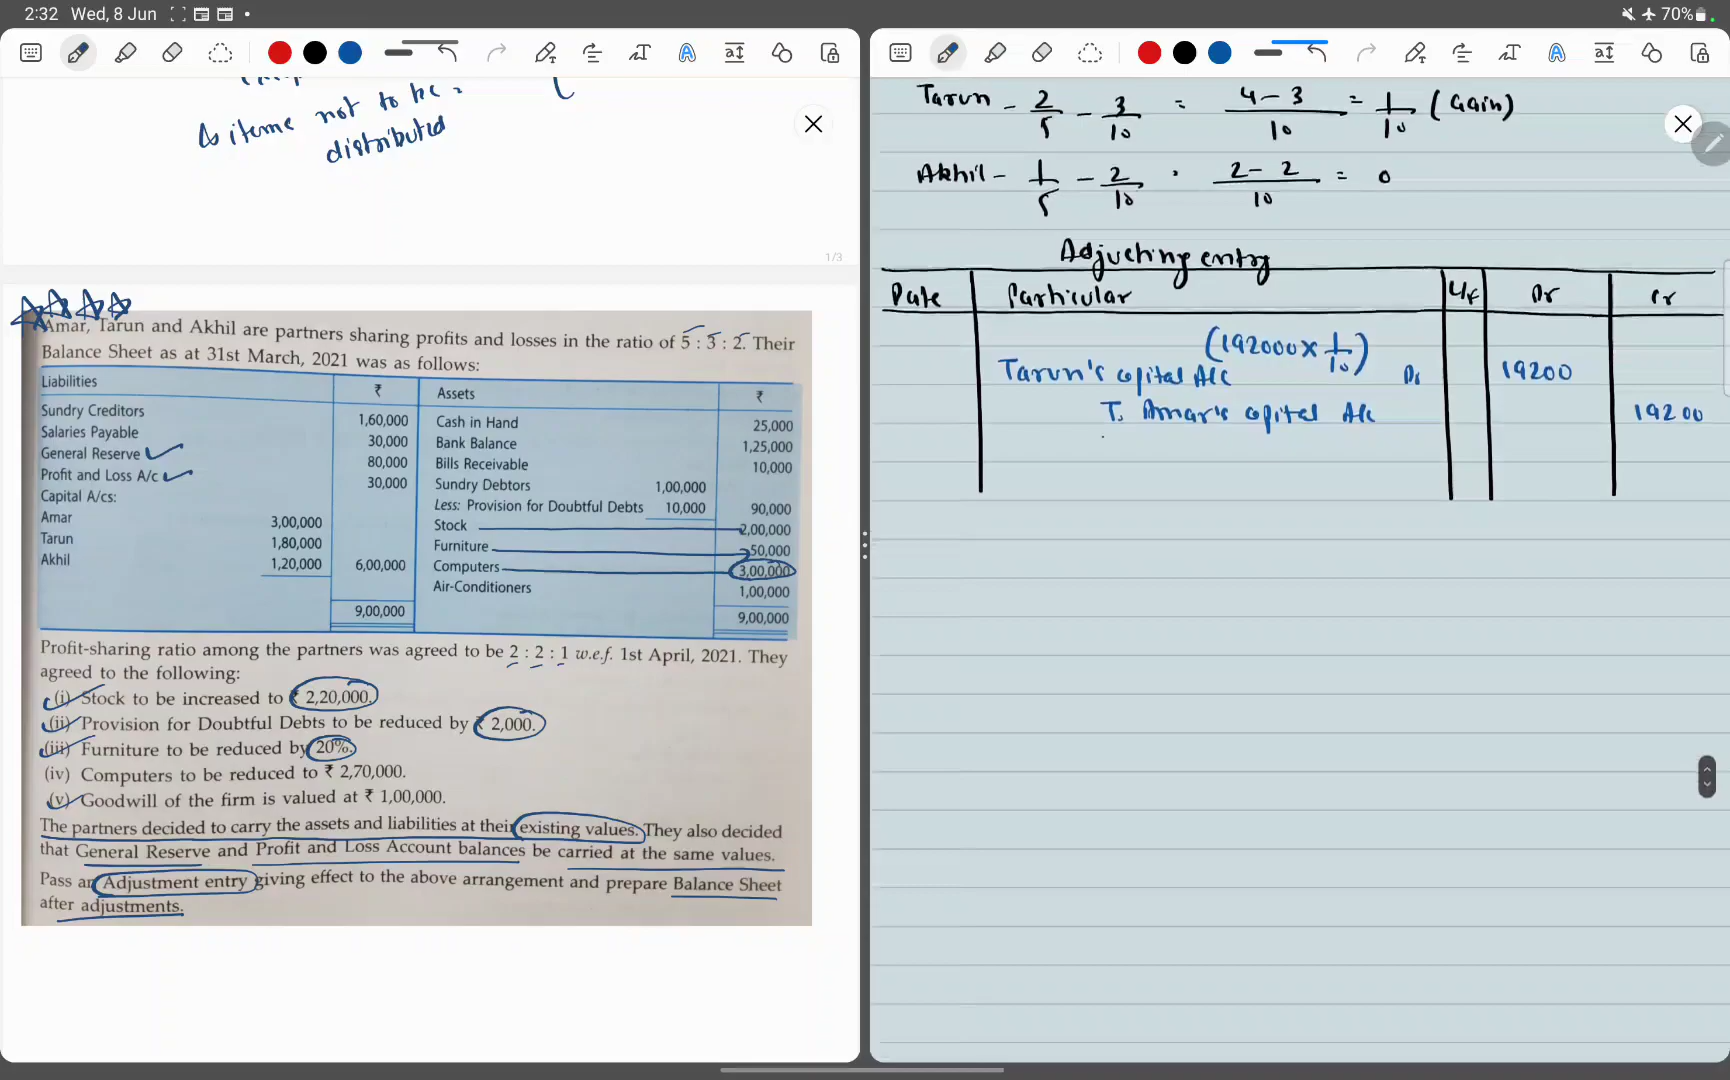 2:32 Wed, 8 Jun
70%
not to be
items
distributed
1/3
Amar, Tarun and Akhil are partners sharing profits and losses in the ratio of 5 : 3 : 2. Their
Balance Sheet as at 31st March, 2021 was as follows:
Liabilities ₹ Assets ₹
Sundry Creditors 1,60,000 Cash in Hand 25,000
Salaries Payable 30,000 Bank Balance 1,25,000
General Reserve 80,000 Bills Receivable 10,000
Profit and Loss A/c 30,000 Sundry Debtors 1,00,000
Capital A/cs: Less: Provision for Doubtful Debts 10,000 90,000
Amar 3,00,000 Stock 2,00,000
Tarun 1,80,000 Furniture 50,000
Akhil 1,20,000 6,00,000 Computers 3,00,000
Air-Conditioners 1,00,000
9,00,000 9,00,000
Profit-sharing ratio among the partners was agreed to be 2 : 2 : 1 w.e.f. 1st April, 2021. They
agreed to the following:
(i) Stock to be increased to ₹ 2,20,000.
(ii) Provision for Doubtful Debts to be reduced by ₹ 2,000.
(iii) Furniture to be reduced by 20%.
(iv) Computers to be reduced to ₹ 2,70,000.
(v) Goodwill of the firm is valued at ₹ 1,00,000.
The partners decided to carry the assets and liabilities at their existing values. They also decided
that General Reserve and Profit and Loss Account balances be carried at the same values.
Pass an Adjustment entry giving effect to the above arrangement and prepare Balance Sheet
after adjustments.
Tarun - 2/5 - 3/10 = 4-3/10 = 1/10 (Gain)
Akhil - 1/5 - 2/10 = 2-2/10 = 0
Adjusting entry
Date Particular L/f Dr Cr
(192000 x 1/10)
Tarun's capital A/c Dr 19200
To Amar's capital A/c 19200